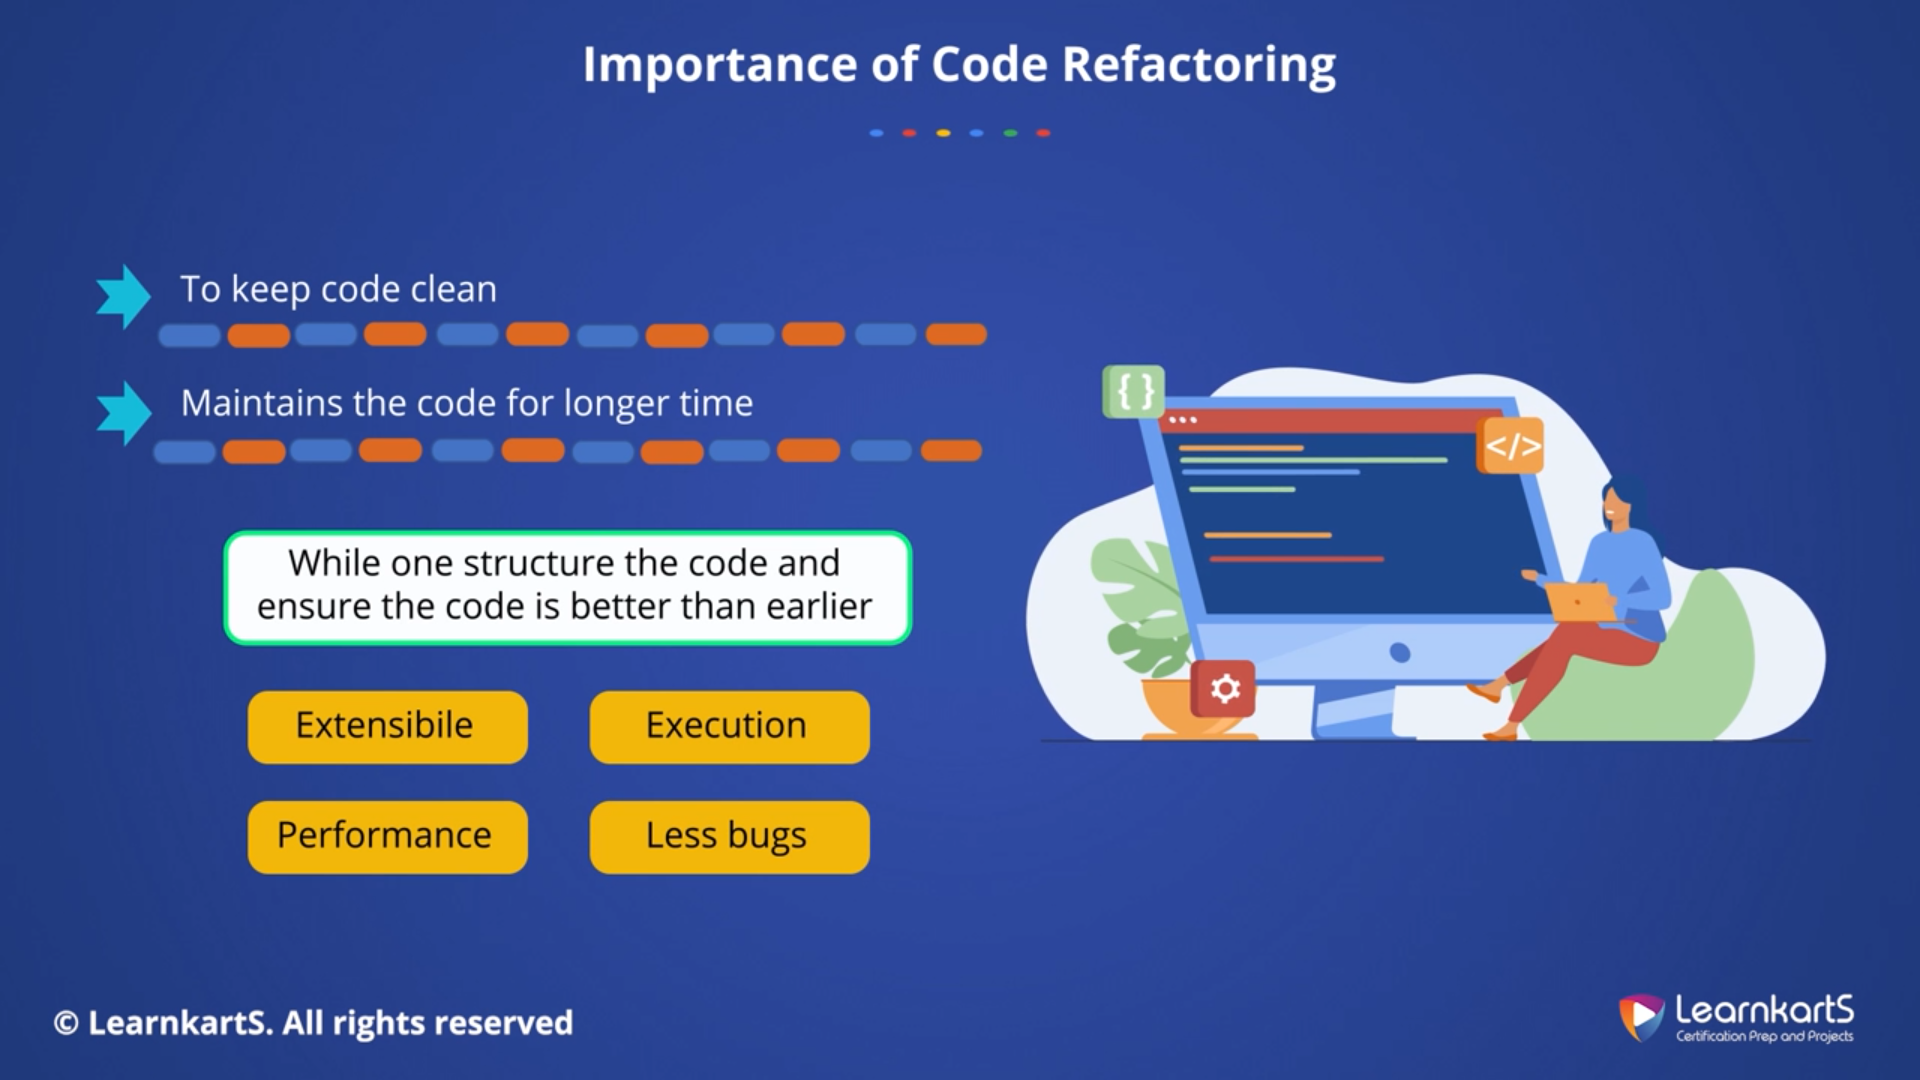 Importance of Code Refactoring
To keep code clean
Maintains the code for longer time
{ }
</>
While one structure the code and
ensure the code is better than earlier
Extensibile
Execution
Performance
Less bugs
© LearnkartS. All rights reserved
LearnkartS
Certification Prep and Projects